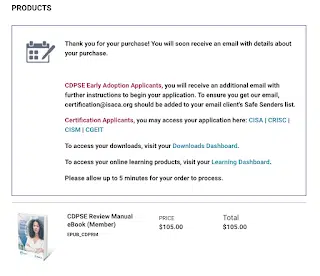 PRODUCTS
Thank you for your purchase! You will soon receive an email with details about
your purchase.
CDPSE Early Adoption Applicants, you will receive an additional email with
further instructions to begin your application. To ensure you get our email,
certification@isaca.org should be added to your email client's Safe Senders list.
Certification Applicants, you may access your application here: CISA | CRISC |
CISM | CGEIT
To access your downloads, visit your Downloads Dashboard.
To access your online learning products, visit your Learning Dashboard.
Please allow up to 5 minutes for your order to process.
CDPSE Review Manual PRICE Total
eBook (Member) $105.00 $105.00
EPUB_CDPRM